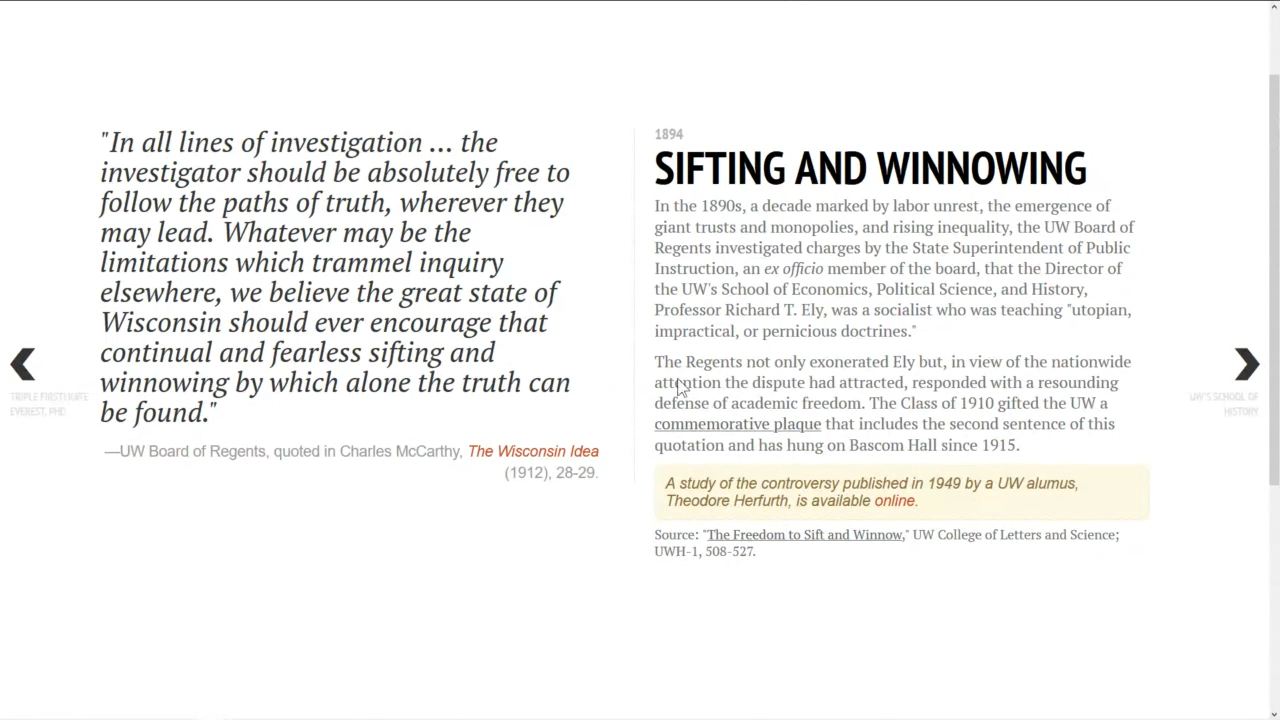 "In all lines of investigation ... the
investigator should be absolutely free to
follow the paths of truth, wherever they
may lead. Whatever may be the
limitations which trammel inquiry
elsewhere, we believe the great state of
Wisconsin should ever encourage that
continual and fearless sifting and
winnowing by which alone the truth can
be found."
—UW Board of Regents, quoted in Charles McCarthy, The Wisconsin Idea
(1912), 28-29.
1894
SIFTING AND WINNOWING
In the 1890s, a decade marked by labor unrest, the emergence of
giant trusts and monopolies, and rising inequality, the UW Board of
Regents investigated charges by the State Superintendent of Public
Instruction, an ex officio member of the board, that the Director of
the UW's School of Economics, Political Science, and History,
Professor Richard T. Ely, was a socialist who was teaching "utopian,
impractical, or pernicious doctrines."
The Regents not only exonerated Ely but, in view of the nationwide
attention the dispute had attracted, responded with a resounding
defense of academic freedom. The Class of 1910 gifted the UW a
commemorative plaque that includes the second sentence of this
quotation and has hung on Bascom Hall since 1915.
A study of the controversy published in 1949 by a UW alumus,
Theodore Herfurth, is available online.
Source: "The Freedom to Sift and Winnow," UW College of Letters and Science;
UWH-1, 508-527.
TRIPLE FIRST! KATE
EVEREST, PHD
UW'S SCHOOL OF
HISTORY